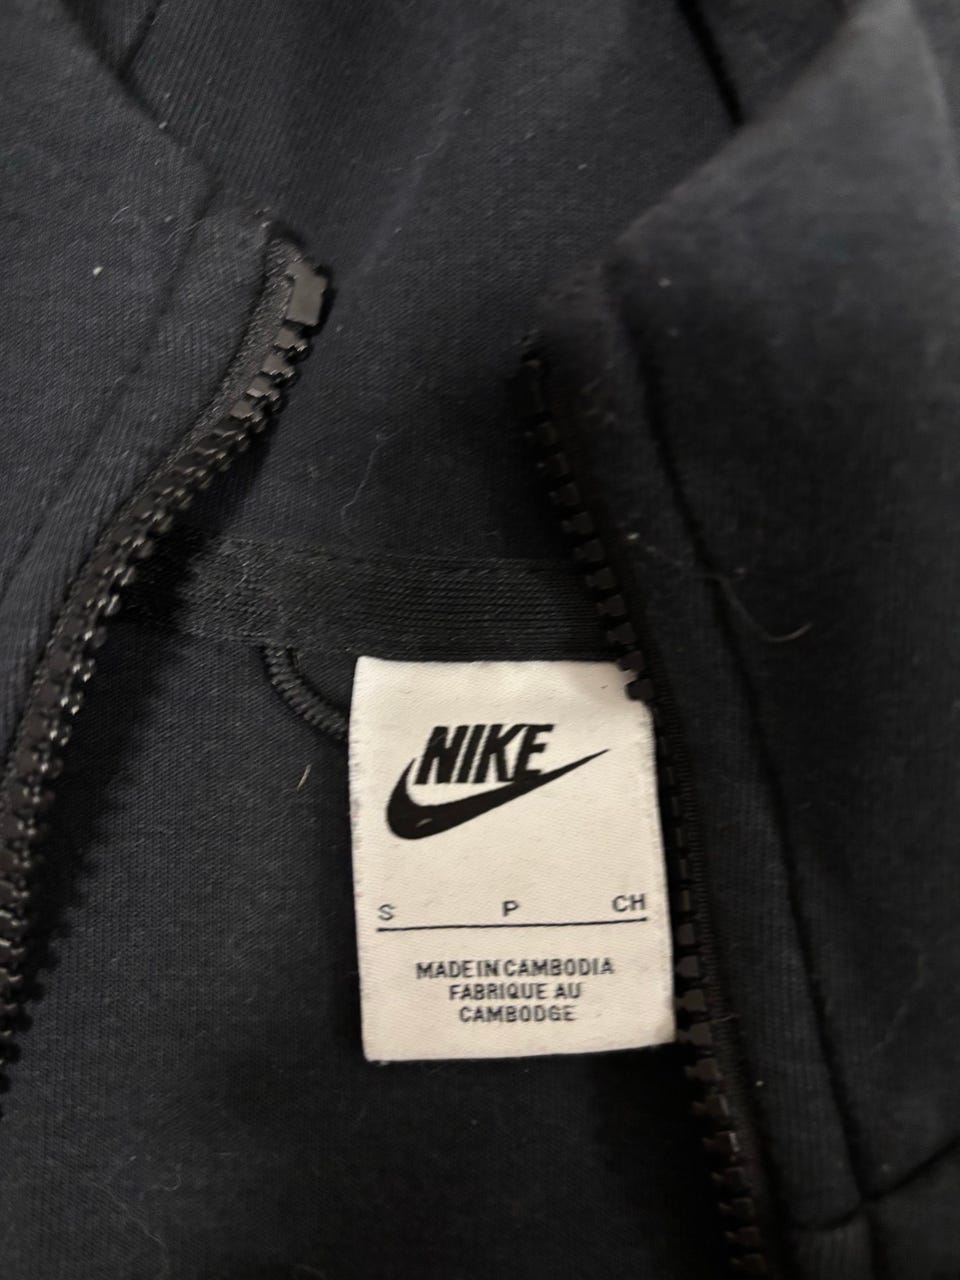 NIKE
S P CH
MADE IN CAMBODIA
FABRIQUE AU
CAMBODGE